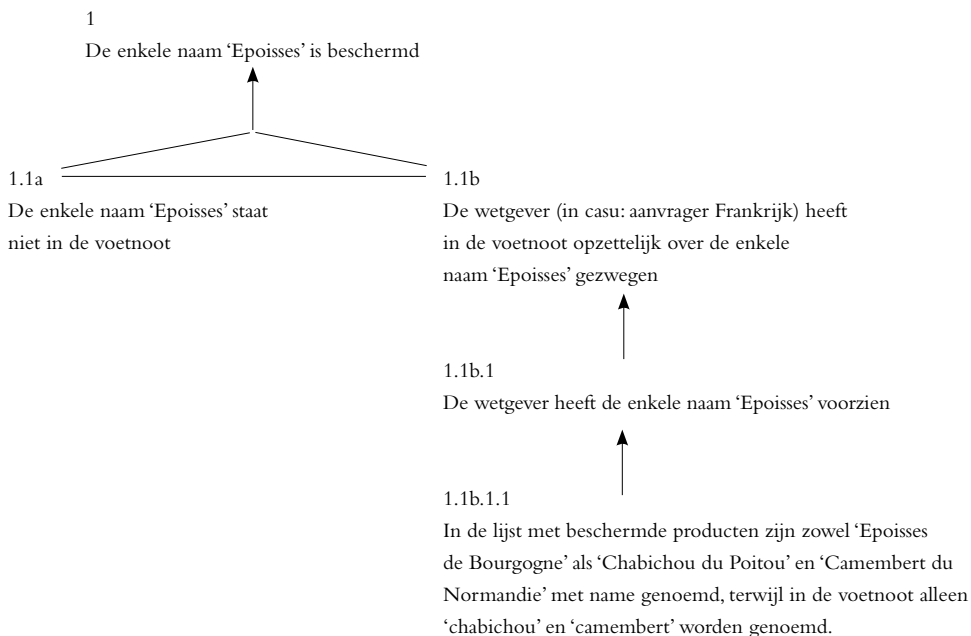 1
De enkele naam ‘Epoisses’ is beschermd
1.1a
De enkele naam ‘Epoisses’ staat
niet in de voetnoot
1.1b
De wetgever (in casu: aanvrager Frankrijk) heeft
in de voetnoot opzettelijk over de enkele
naam ‘Epoisses’ gezwegen
1.1b.1
De wetgever heeft de enkele naam ‘Epoisses’ voorzien
1.1b.1.1
In de lijst met beschermde producten zijn zowel ‘Epoisses
de Bourgogne’ als ‘Chabichou du Poitou’ en ‘Camembert du
Normandie’ met name genoemd, terwijl in de voetnoot alleen
‘chabichou’ en ‘camembert’ worden genoemd.